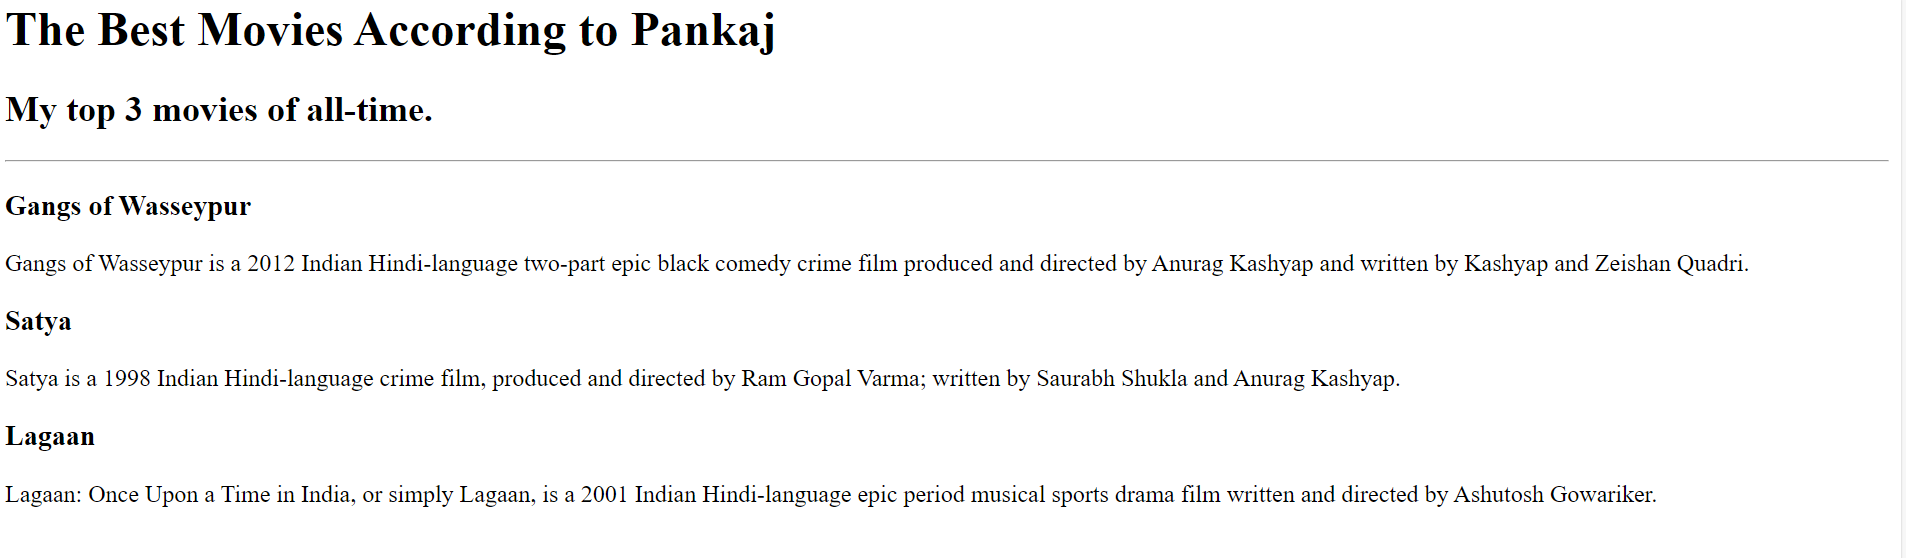 The Best Movies According to Pankaj
My top 3 movies of all-time.
Gangs of Wasseypur
Gangs of Wasseypur is a 2012 Indian Hindi-language two-part epic black comedy crime film produced and directed by Anurag Kashyap and written by Kashyap and Zeishan Quadri.
Satya
Satya is a 1998 Indian Hindi-language crime film, produced and directed by Ram Gopal Varma; written by Saurabh Shukla and Anurag Kashyap.
Lagaan
Lagaan: Once Upon a Time in India, or simply Lagaan, is a 2001 Indian Hindi-language epic period musical sports drama film written and directed by Ashutosh Gowariker.